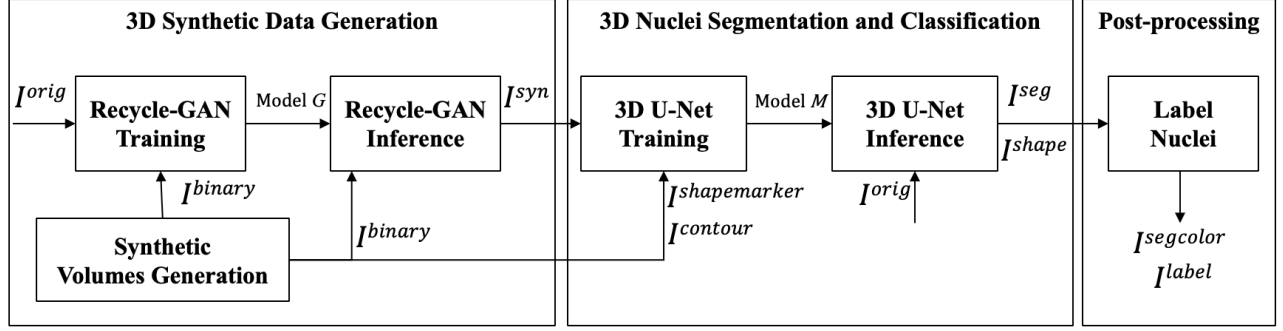 3D Synthetic Data Generation
I^orig
Recycle-GAN
Training
Model G
Recycle-GAN
Inference
I^syn
I^binary
I^binary
Synthetic
Volumes Generation
3D Nuclei Segmentation and Classification
3D U-Net
Training
Model M
3D U-Net
Inference
I^seg
I^shape
I^shapemarker
I^contour
I^orig
Post-processing
Label
Nuclei
I^segcolor
I^label